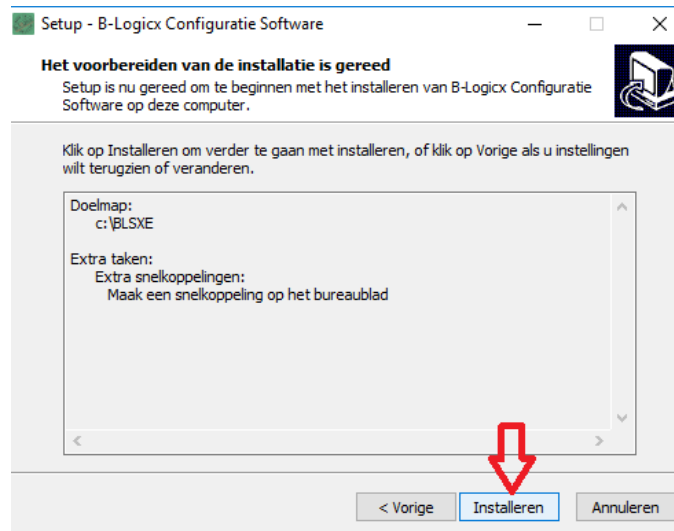 Setup - B-Logicx Configuratie Software
Het voorbereiden van de installatie is gereed
Setup is nu gereed om te beginnen met het installeren van B-Logicx Configuratie
Software op deze computer.
Klik op Installeren om verder te gaan met installeren, of klik op Vorige als u instellingen
wilt terugzien of veranderen.
Doelmap:
c:\BLSXE
Extra taken:
Extra snelkoppelingen:
Maak een snelkoppeling op het bureaublad
< Vorige
Installeren
Annuleren